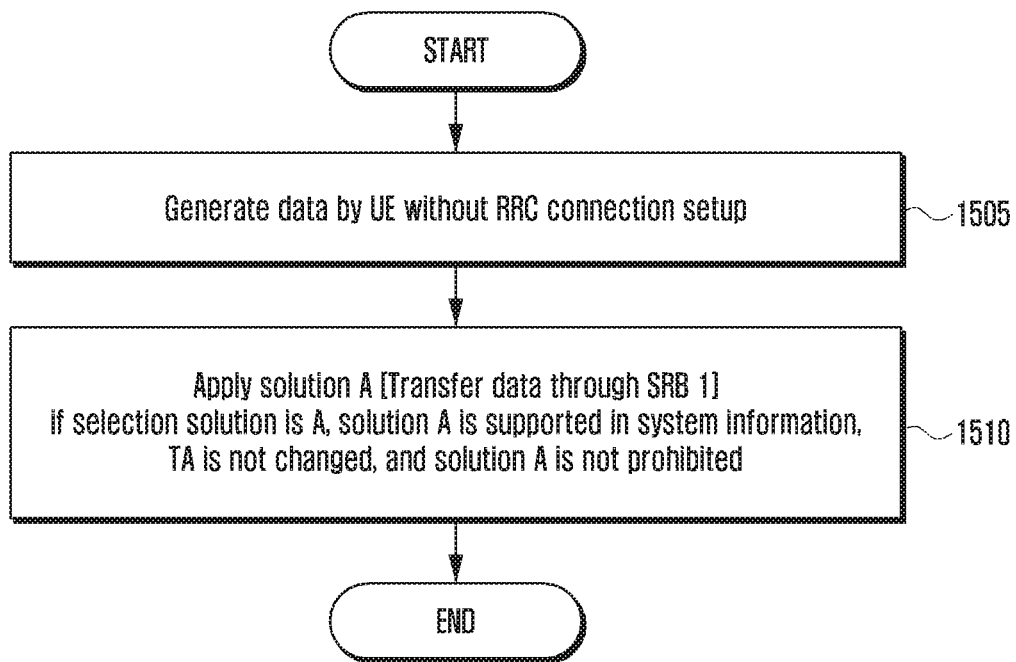 START
Generate data by UE without RRC connection setup
1505
Apply solution A [Transfer data through SRB 1]
if selection solution is A, solution A is supported in system information,
TA is not changed, and solution A is not prohibited
1510
END